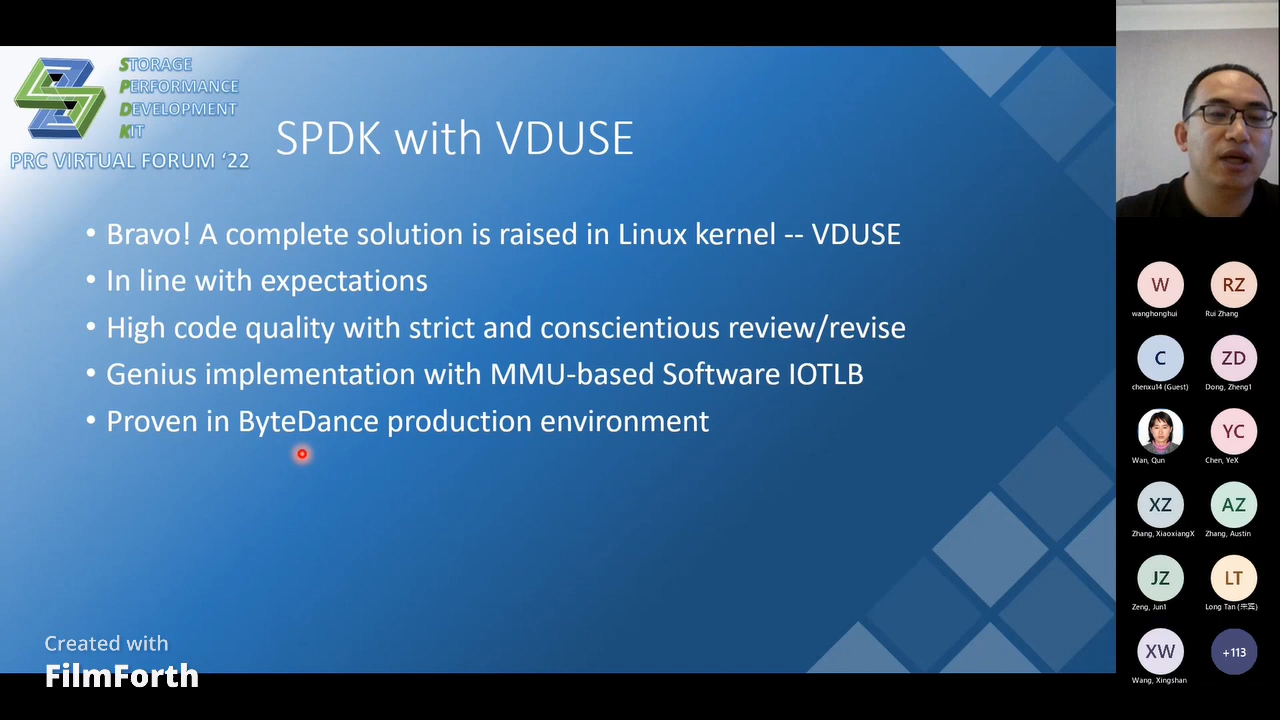 STORAGE
PERFORMANCE
DEVELOPMENT
KIT
PRC VIRTUAL FORUM ‘22
SPDK with VDUSE
• Bravo! A complete solution is raised in Linux kernel -- VDUSE
• In line with expectations
• High code quality with strict and conscientious review/revise
• Genius implementation with MMU-based Software IOTLB
• Proven in ByteDance production environment
Created with
FilmForth
W
RZ
wanghonghui
Rui Zhang
C
ZD
chenxu14 (Guest)
Dong, Zheng1
YC
Wan, Qun
Chen, YeX
XZ
AZ
Zhang, XiaoxiangX
Zhang, Austin
JZ
LT
Zeng, Jun1
Long Tan (宋宾)
XW
+113
Wang, Xingshan